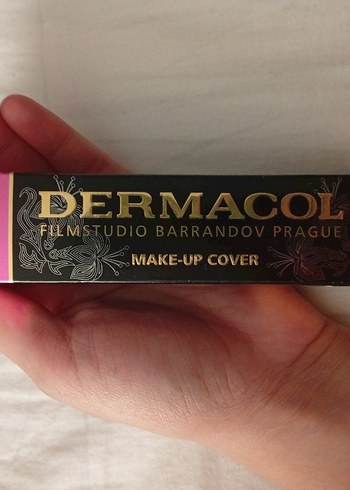 DERMACOL
FILMSTUDIO BARRANDOV PRAGUE
MAKE-UP COVER